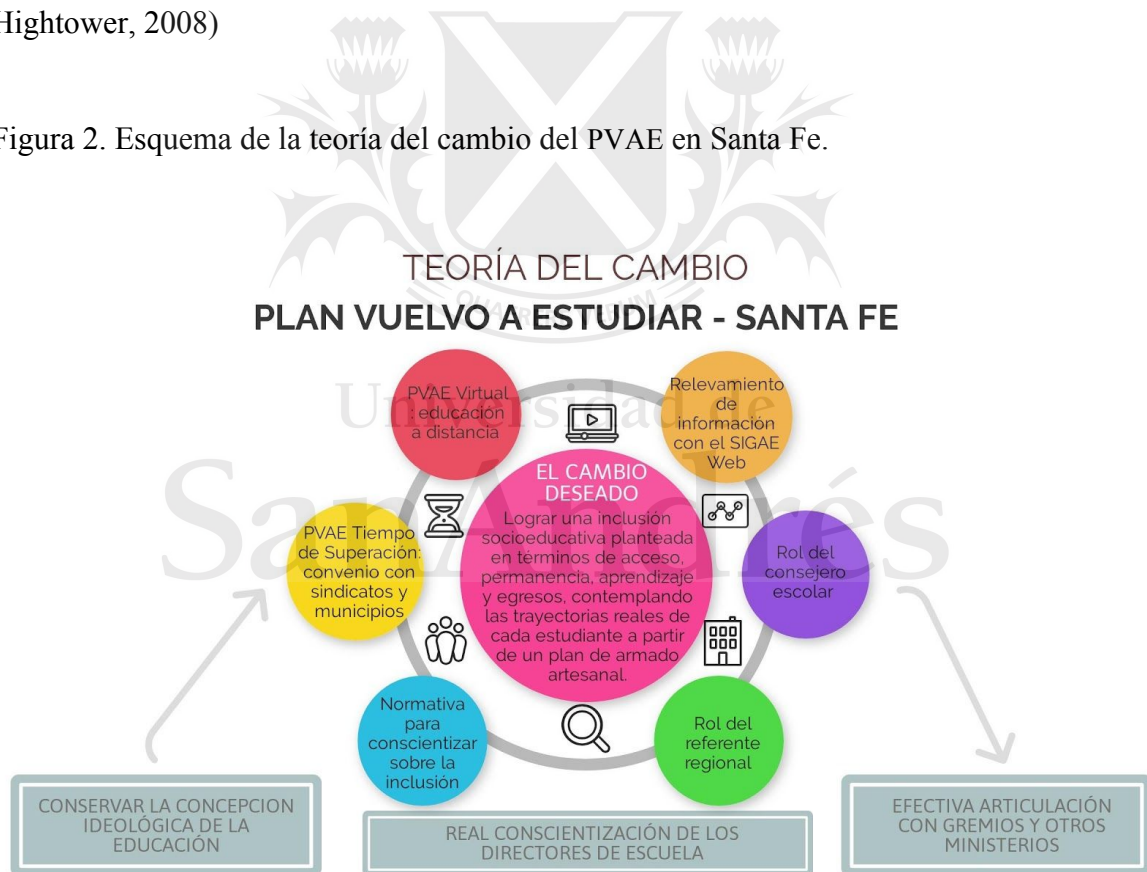 Hightower, 2008)
Figura 2. Esquema de la teoría del cambio del PVAE en Santa Fe.
TEORÍA DEL CAMBIO
PLAN VUELVO A ESTUDIAR - SANTA FE
PVAE Virtual
: educación
a distancia
Relevamiento
de
información
con el SIGAE
Web
EL CAMBIO
DESEADO
Lograr una inclusión
socioeducativa planteada
en términos de acceso,
permanencia, aprendizaje
y egresos, contemplando
las trayectorias reales de
cada estudiante a partir
de un plan de armado
artesanal.
PVAE Tiempo
de Superación:
convenio con
sindicatos y
municipios
Rol del
consejero
escolar
Normativa
para
conscientizar
sobre la
inclusión
Rol del
referente
regional
CONSERVAR LA CONCEPCION
IDEOLÓGICA DE LA
EDUCACIÓN
REAL CONSCIENTIZACIÓN DE LOS
DIRECTORES DE ESCUELA
EFECTIVA ARTICULACIÓN
CON GREMIOS Y OTROS
MINISTERIOS
Universidad de
SanAndrés